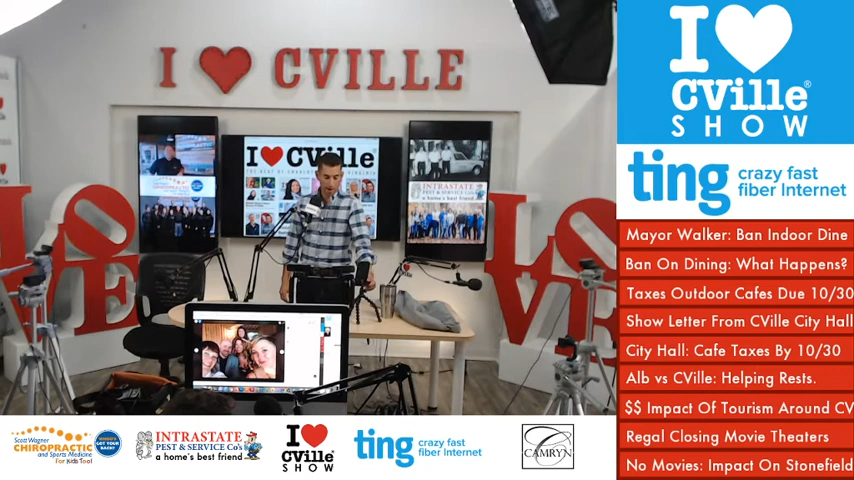 I ♥ CVILLE
I ♥ CVille
INTRASTATE
PEST & SERVICE Co's
a home's best friend
LOVE
LOVE
I ♥
CVille®
SHOW
ting crazy fast
fiber Internet
Mayor Walker: Ban Indoor Dine
Ban On Dining: What Happens?
Taxes Outdoor Cafes Due 10/30
Show Letter From CVille City Hall
City Hall: Cafe Taxes By 10/30
Alb vs CVille: Helping Rests.
$$ Impact Of Tourism Around CV
Regal Closing Movie Theaters
No Movies: Impact On Stonefield
Scott Wagner
CHIROPRACTIC
and Sports Medicine
For Kids Too!
INTRASTATE
PEST & SERVICE Co's
a home's best friend
I ♥
CVille
SHOW
ting crazy fast
fiber Internet
CAMRYN